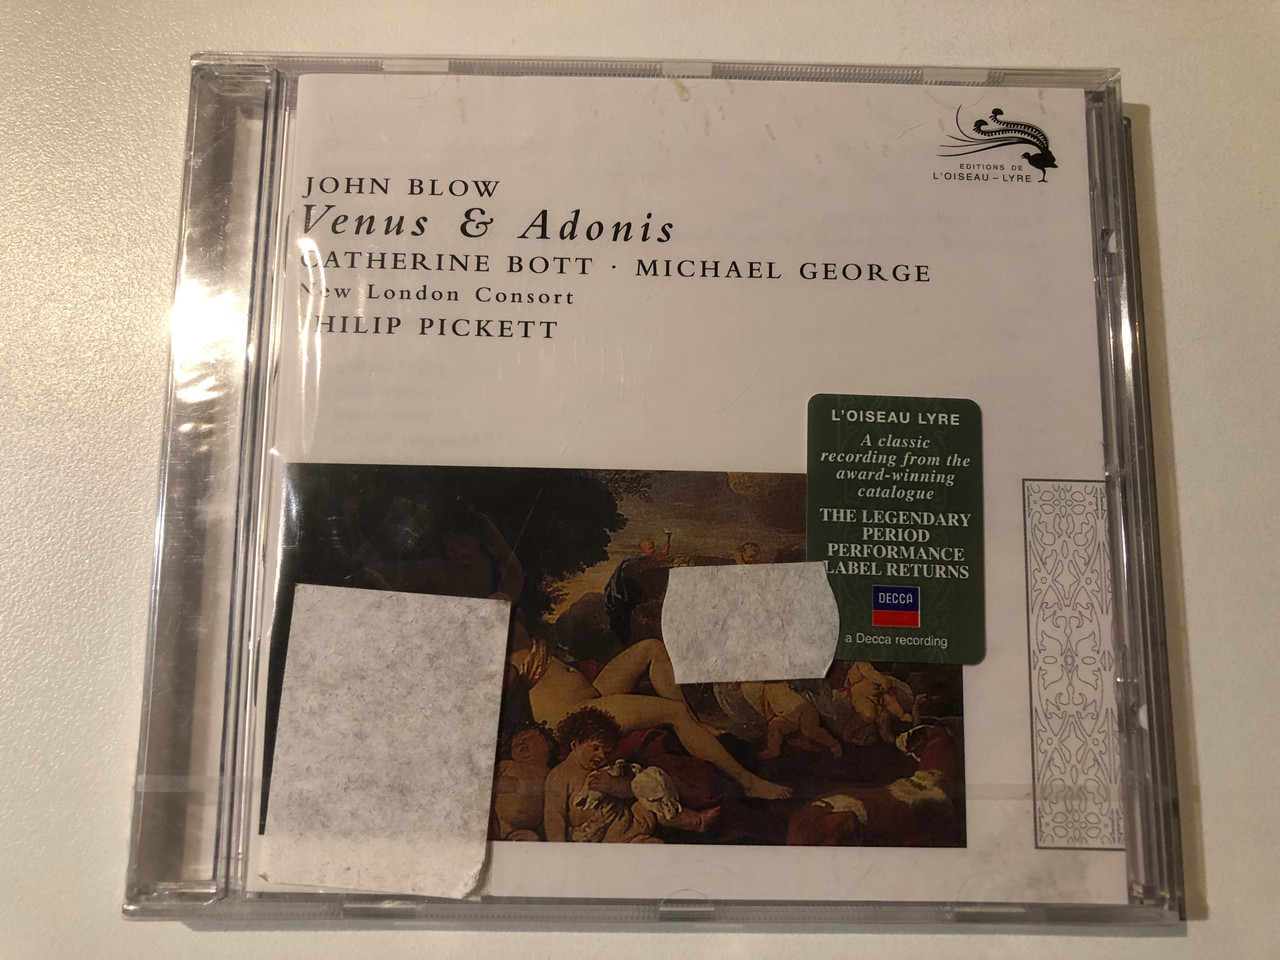 EDITIONS DE
L'OISEAU–LYRE
JOHN BLOW
Venus & Adonis
CATHERINE BOTT · MICHAEL GEORGE
New London Consort
PHILIP PICKETT
L'OISEAU LYRE
A classic
recording from the
award-winning
catalogue
THE LEGENDARY
PERIOD
PERFORMANCE
LABEL RETURNS
DECCA
a Decca recording